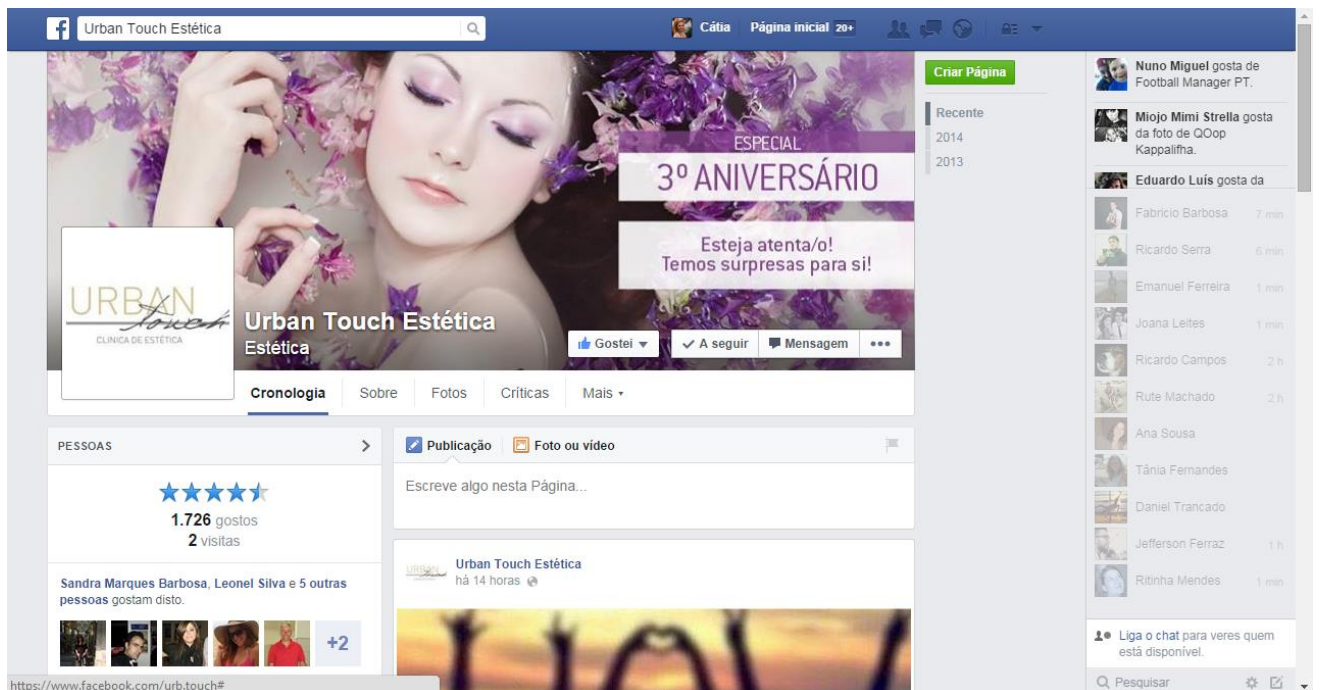 Urban Touch Estética
Cátia Página inicial 20+
ESPECIAL
3º ANIVERSÁRIO
Esteja atenta/o!
Temos surpresas para si!
URBAN
touch
CLINICA DE ESTÉTICA
Urban Touch Estética
Estética
Gostei
A seguir
Mensagem
Cronologia Sobre Fotos Críticas Mais
Criar Página
Recente
2014
2013
PESSOAS
1.726 gostos
2 visitas
Sandra Marques Barbosa, Leonel Silva e 5 outras
pessoas gostam disto.
+2
Publicação Foto ou vídeo
Escreve algo nesta Página...
URBAN
touch
Urban Touch Estética
há 14 horas
Nuno Miguel gosta de
Football Manager PT.
Miojo Mimi Strella gosta
da foto de QOop
Kappalifha.
Eduardo Luís gosta da
Fabricio Barbosa 7 min
Ricardo Serra 6 min
Emanuel Ferreira 1 min
Joana Leites 1 min
Ricardo Campos 2 h
Rute Machado 2 h
Ana Sousa
Tânia Fernandes
Daniel Trancado
Jefferson Ferraz 1 h
Ritinha Mendes 1 min
Liga o chat para veres quem
está disponível.
Pesquisar
https://www.facebook.com/urb.touch#